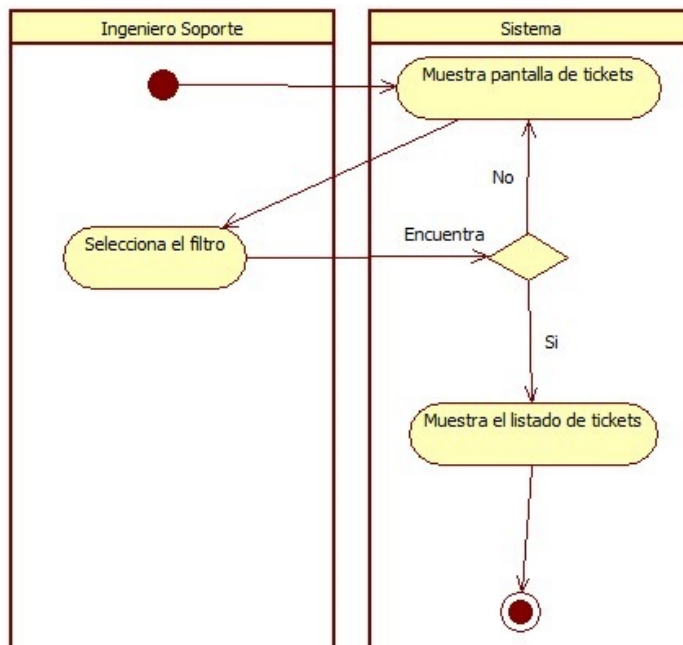 Ingeniero Soporte
Sistema
Muestra pantalla de tickets
No
Selecciona el filtro
Encuentra
Si
Muestra el listado de tickets